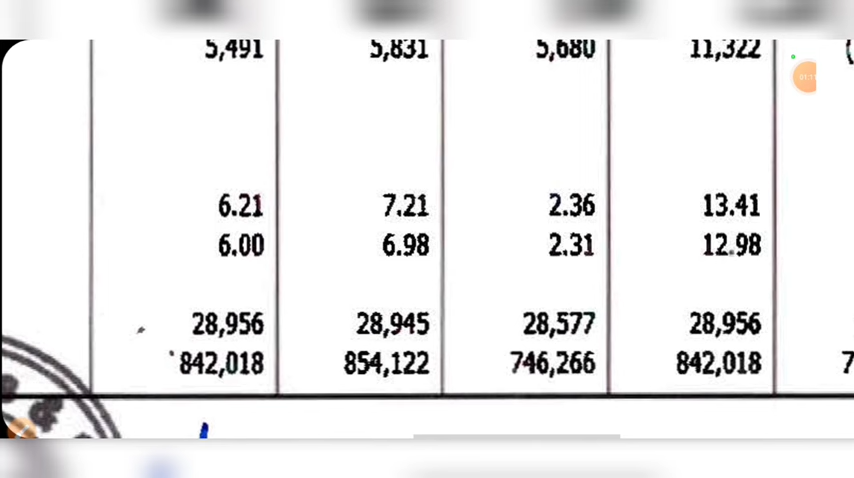 5,491 5,831 5,680 11,322 (
6.21 7.21 2.36 13.41
6.00 6.98 2.31 12.98
28,956 28,945 28,577 28,956
842,018 854,122 746,266 842,018 7